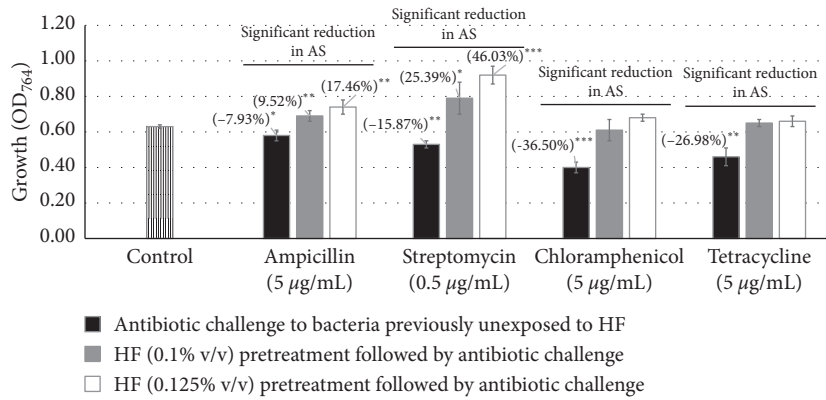 Significant reduction
in AS
Significant reduction
in AS
(46.03%)***
(25.39%)*
(17.46%)**
(9.52%)**
(−7.93%)*
(−15.87%)**
Significant reduction
in AS
Significant reduction
in AS
(-36.50%)***
(−26.98%)**
Growth (OD764)
1.20
1.00
0.80
0.60
0.40
0.20
0.00
Control
Ampicillin
(5 μg/mL)
Streptomycin
(0.5 μg/mL)
Chloramphenicol
(5 μg/mL)
Tetracycline
(5 μg/mL)
Antibiotic challenge to bacteria previously unexposed to HF
HF (0.1% v/v) pretreatment followed by antibiotic challenge
HF (0.125% v/v) pretreatment followed by antibiotic challenge